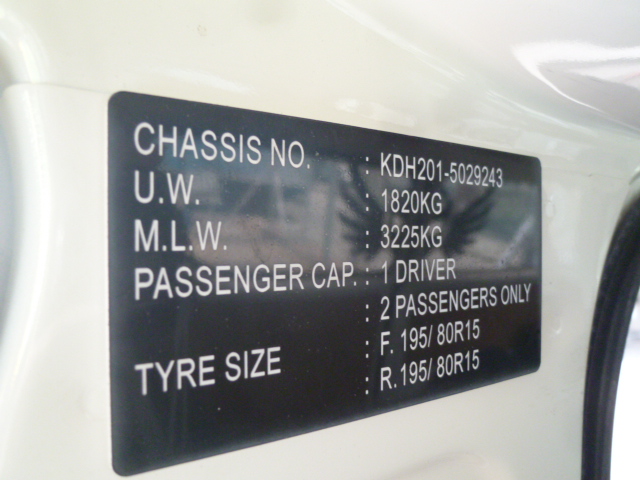 CHASSIS NO. : KDH201-5029243
U.W. : 1820KG
M.L.W. : 3225KG
PASSENGER CAP. : 1 DRIVER
: 2 PASSENGERS ONLY
TYRE SIZE : F. 195/ 80R15
: R. 195/ 80R15